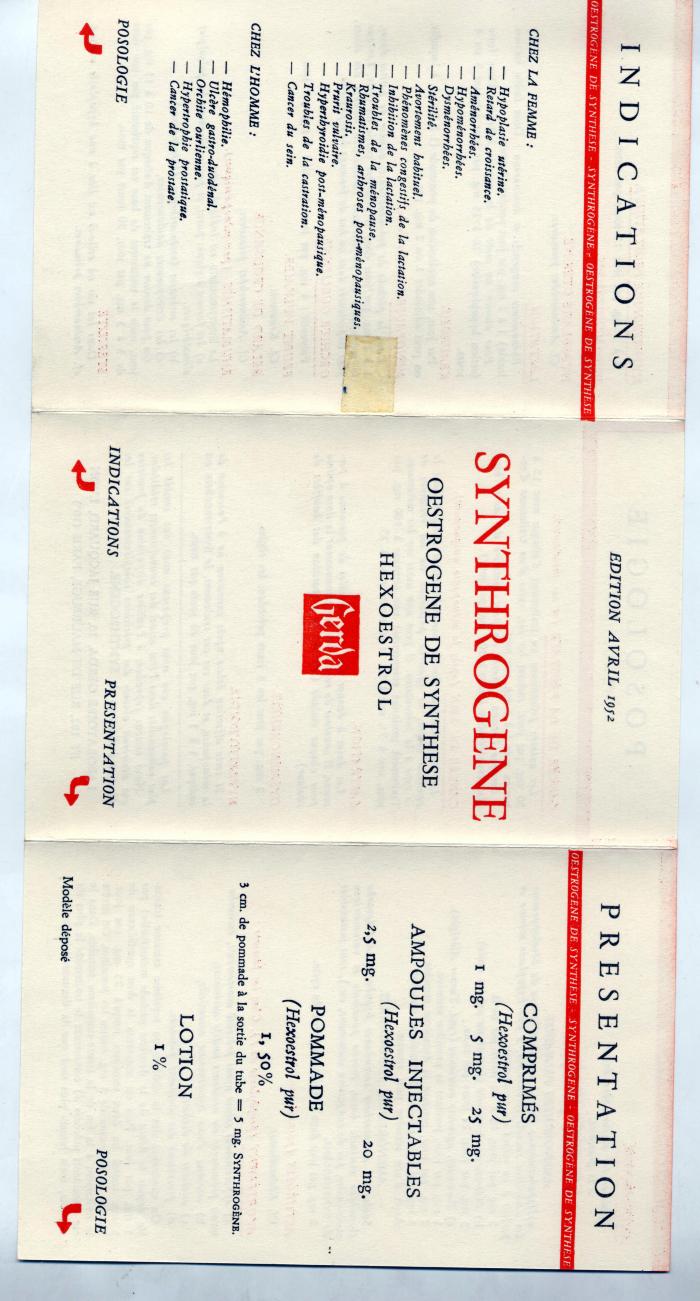 INDICATIONS
OESTROGENE DE SYNTHESE - SYNTHROGENE - OESTROGÈNE DE SYNTHESE
CHEZ LA FEMME :
— Hypoplasie utérine.
— Retard de croissance.
— Aménorrhées.
— Hypoménorrhées.
— Dysménorrhées.
— Stérilité.
— Avortement habituel.
— Phénomènes congestifs de la lactation.
— Inhibition de la lactation.
— Troubles de la ménopause.
— Rhumatismes, arthroses post-ménopausiques.
— Kraurosis.
— Prurit vulvaire.
— Hyperthyroïdie post-ménopausique.
— Troubles de la castration.
— Cancer du sein.
CHEZ L'HOMME :
— Hémophilie.
— Ulcère gastro-duodénal.
— Orchite ourlienne.
— Hypertrophie prostatique.
— Cancer de la prostate.
POSOLOGIE
EDITION AVRIL 1952
SYNTHROGENE
OESTROGENE DE SYNTHESE
HEXOESTROL
Gerda
INDICATIONS PRESENTATION
PRESENTATION
OESTROGENE DE SYNTHESE - SYNTHROGENE - OESTROGÈNE DE SYNTHESE
COMPRIMÉS
(Hexoestrol pur)
1 mg. 5 mg. 25 mg.
AMPOULES INJECTABLES
(Hexoestrol pur)
2,5 mg. 20 mg.
POMMADE
(Hexoestrol pur)
1, 50%
3 cm. de pommade à la sortie du tube = 5 mg. SYNTHROGÈNE.
LOTION
1 %
POSOLOGIE
Modèle déposé